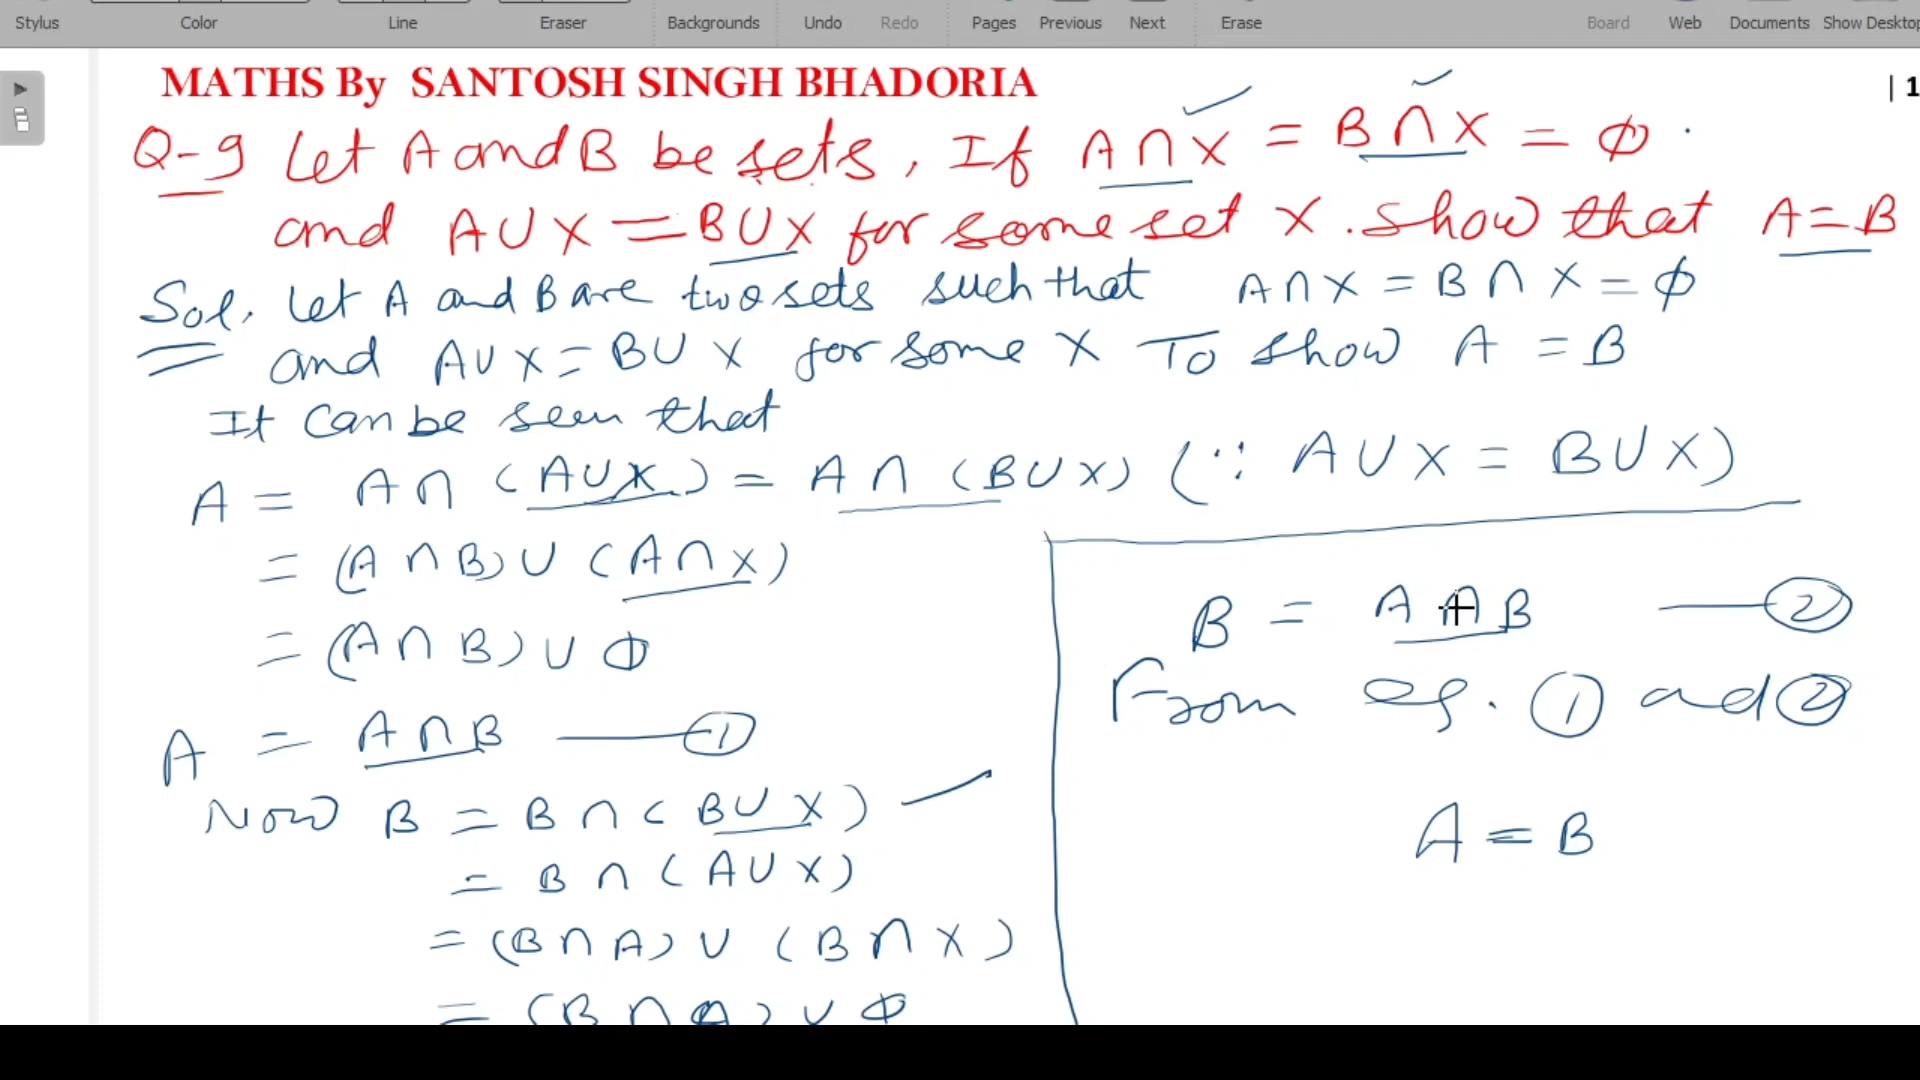 Stylus Color Line Eraser Backgrounds Undo Redo Pages Previous Next Erase Board Web Documents Show Desktop
MATHS By SANTOSH SINGH BHADORIA | 1
Q-9 Let A and B be sets, If A∩X = B∩X = ϕ.
and A∪X = B∪X for some set X. show that A=B
Sol. Let A and B are two sets such that A∩X = B∩X = ϕ
and A∪X = B∪X for some X To show A = B
It can be seen that
A = A∩(A∪X) = A∩(B∪X) (∵ A∪X = B∪X)
= (A∩B)∪(A∩X)
= (A∩B)∪ϕ
A = A∩B —①
Now B = B∩(B∪X)
= B∩(A∪X)
= (B∩A)∪(B∩X)
= (B∩A)∪ϕ
B = A∩B —②
From eq. ① and ②
A = B